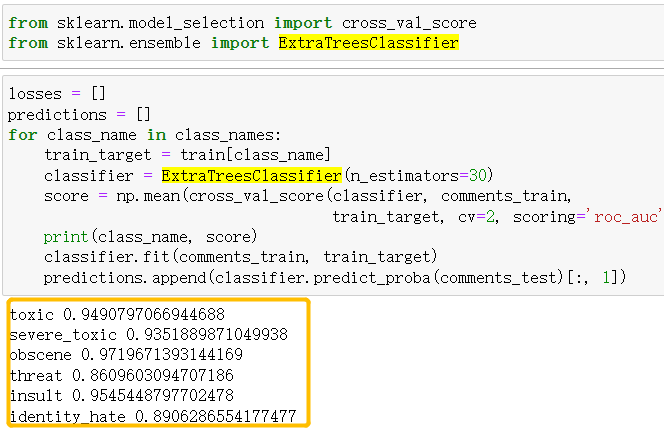 from sklearn.model_selection import cross_val_score
from sklearn.ensemble import ExtraTreesClassifier
losses = []
predictions = []
for class_name in class_names:
    train_target = train[class_name]
    classifier = ExtraTreesClassifier(n_estimators=30)
    score = np.mean(cross_val_score(classifier, comments_train,
                                    train_target, cv=2, scoring='roc_auc'
    print(class_name, score)
    classifier.fit(comments_train, train_target)
    predictions.append(classifier.predict_proba(comments_test)[:, 1])
toxic 0.9490797066944688
severe_toxic 0.9351889871049938
obscene 0.9719671393144169
threat 0.8609603094707186
insult 0.9545448797702478
identity_hate 0.8906286554177477